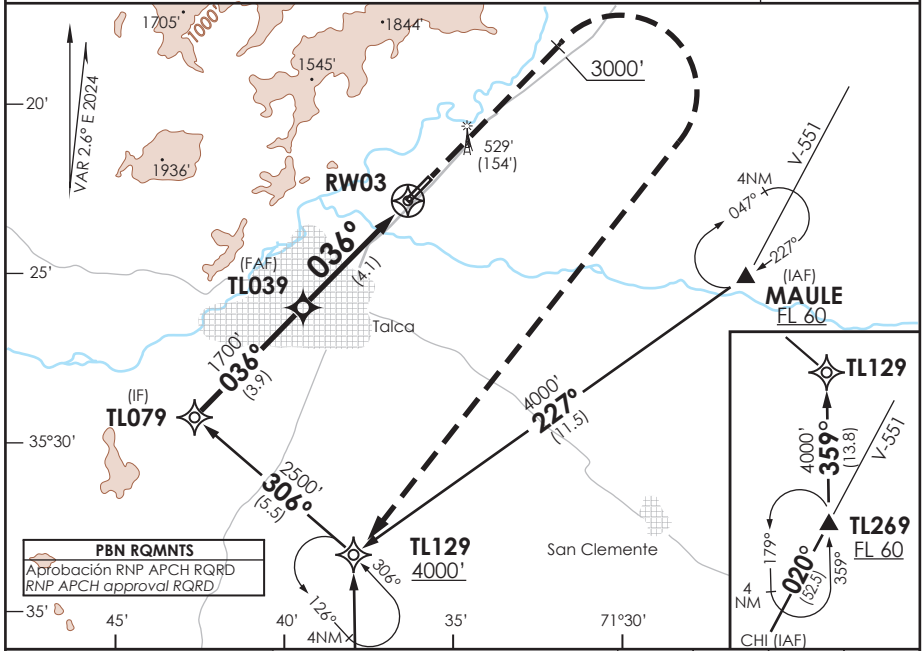 1705'
1000'
1844'
1545'
20'
VAR 2.6° E 2024
1936'
3000'
529'
(154')
RW03
V-551
4NM
047°
227°
(IAF)
MAULE
FL 60
25'
(FAF)
TL039
036°
(4.1)
Talca
1700'
036°
(3.9)
(IF)
TL079
4000'
227°
(11.5)
35°30'
2500'
306°
(5.5)
TL129
4000'
306°
126°
4NM
San Clemente
PBN RQMNTS
Aprobación RNP APCH RQRD
RNP APCH approval RQRD
35'
45'
40'
35'
71°30'
TL129
4000'
359°
(13.8)
V-551
TL269
FL 60
179°
359°
4
NM
020°
(52.5)
CHI (IAF)